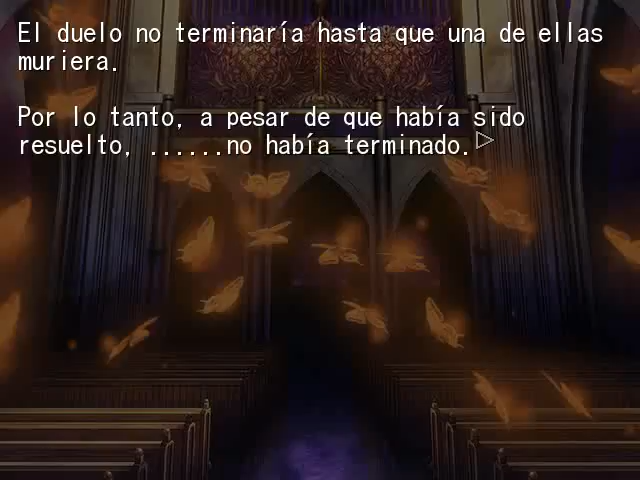 El duelo no terminaría hasta que una de ellas
muriera.
Por lo tanto, a pesar de que había sido
resuelto, ......no había terminado.